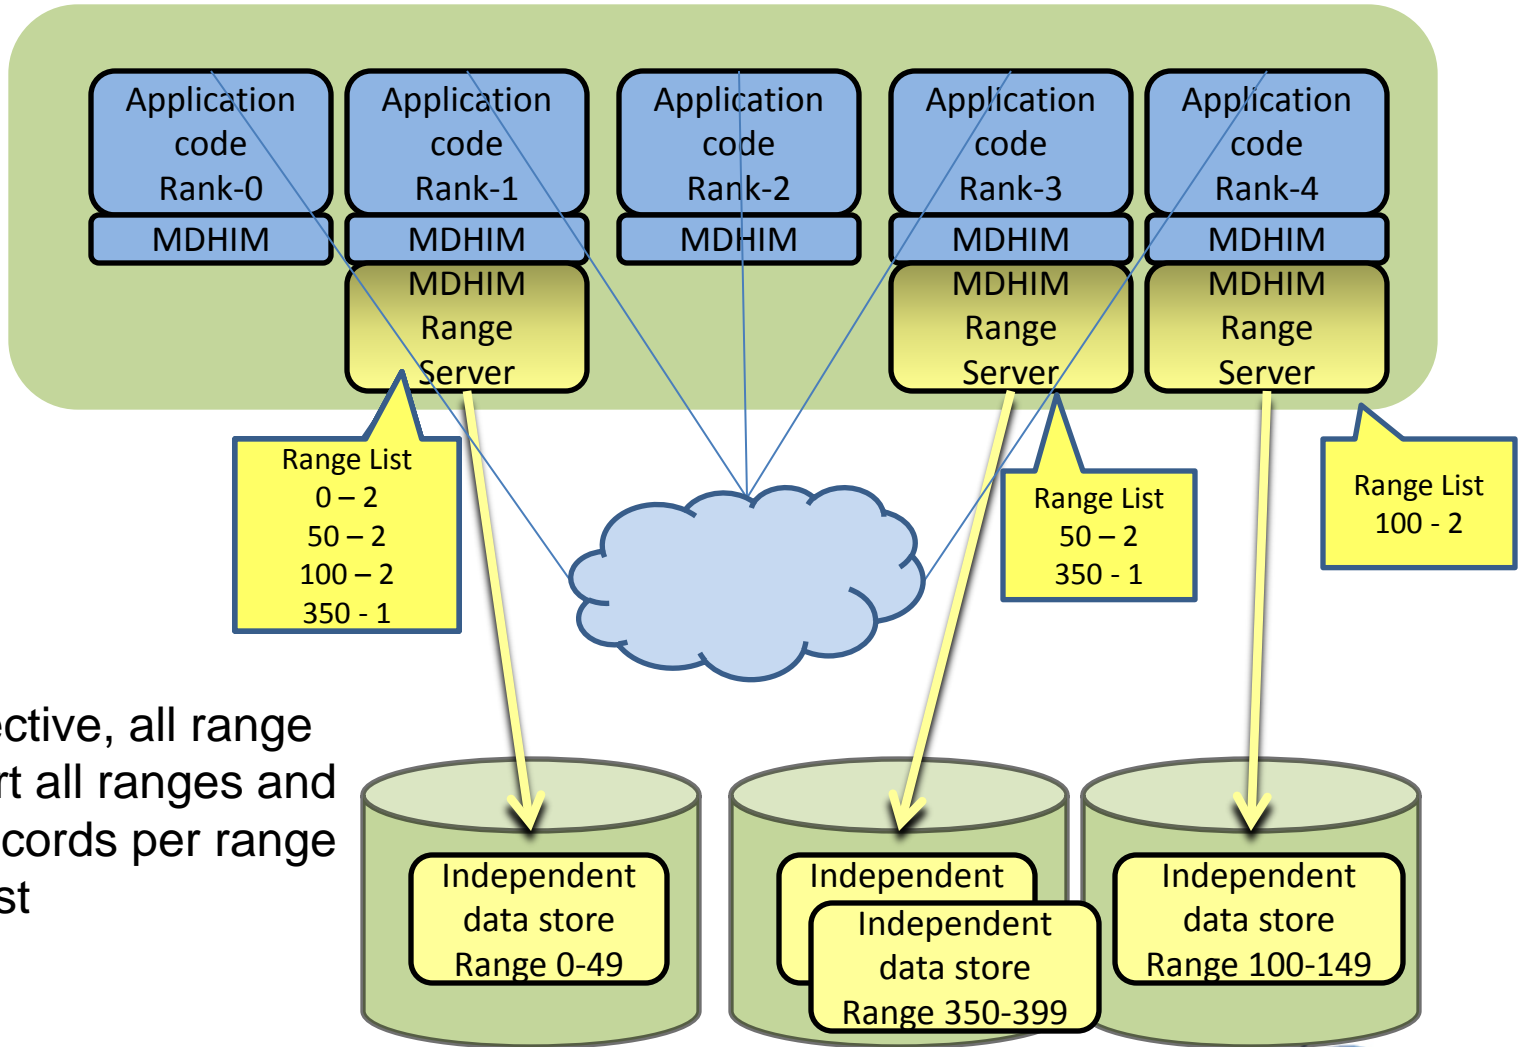 Application
code
Rank-0
MDHIM
Application
code
Rank-1
MDHIM
MDHIM
Range
Server
Application
code
Rank-2
MDHIM
Application
code
Rank-3
MDHIM
MDHIM
Range
Server
Application
code
Rank-4
MDHIM
MDHIM
Range
Server
Range List
0 – 2
50 – 2
100 – 2
350 - 1
Range List
50 – 2
350 - 1
Range List
100 - 2
ective, all range
rt all ranges and
cords per range
st
Independent
data store
Range 0-49
Independent
Independent
data store
Range 350-399
Independent
data store
Range 100-149